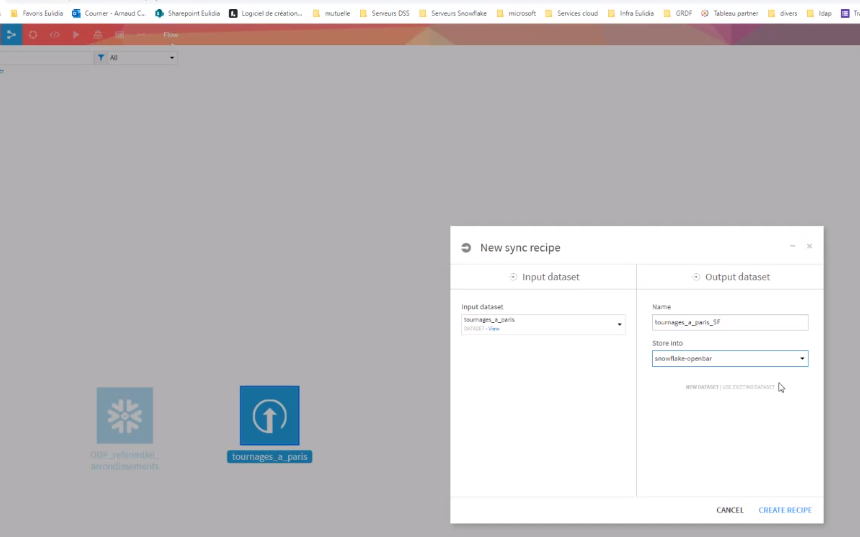 Favoris Eulidia
Courrier - Arnaud C...
Sharepoint Eulidia
Logiciel de création...
mutuelle
Serveurs DSS
Serveurs Snowflake
microsoft
Services cloud
Infra Eulidia
GRDF
Tableau partner
divers
ldap
Flow
All
New sync recipe
Input dataset
Output dataset
Input dataset
tournages_a_paris
DATASET - View
Name
tournages_a_paris_SF
Store into
snowflake-openbar
NEW DATASET | USE EXISTING DATASET
tournages_a_paris
CANCEL
CREATE RECIPE